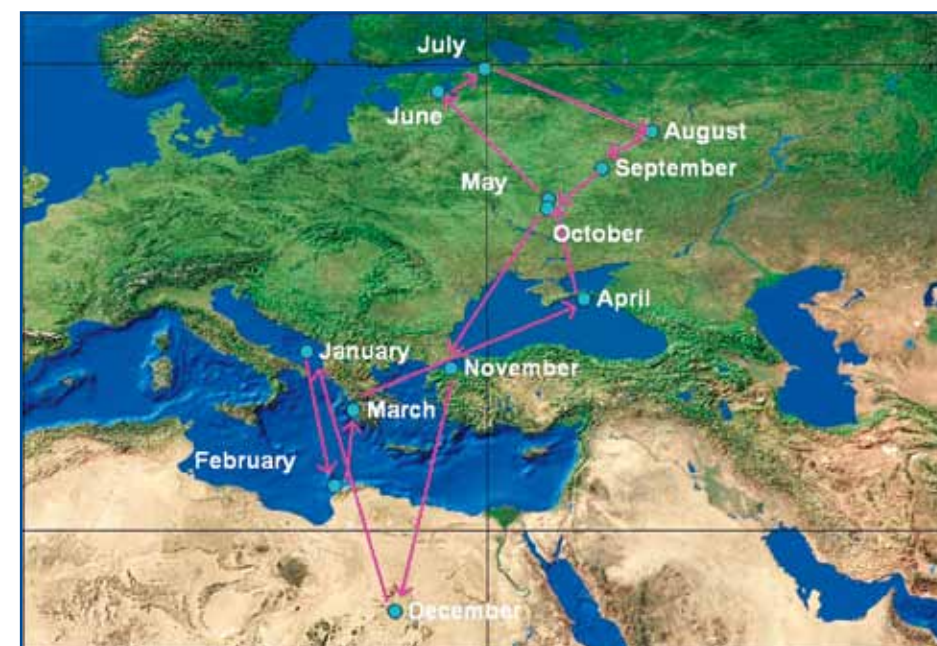 July
June
August
September
May
October
April
January
November
March
February
December